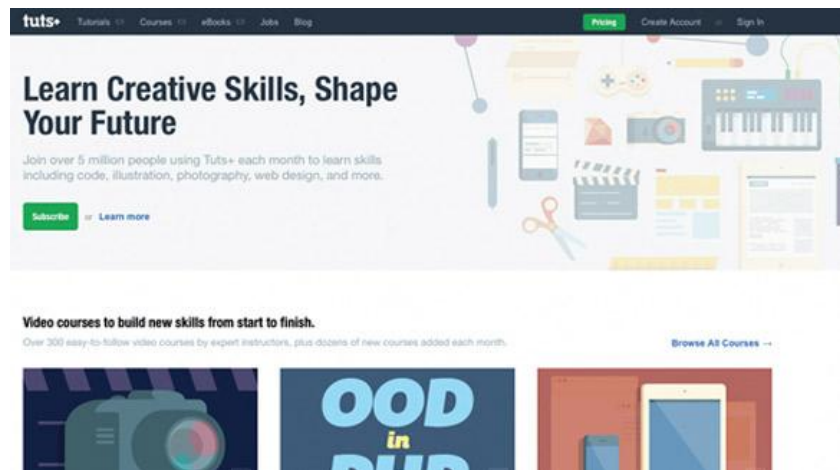 tuts+ Tutorials Courses eBooks Jobs Blog Pricing Create Account or Sign In
Learn Creative Skills, Shape
Your Future
Join over 5 million people using Tuts+ each month to learn skills
including code, illustration, photography, web design, and more.
Subscribe or Learn more
Video courses to build new skills from start to finish.
Over 300 easy-to-follow video courses by expert instructors, plus dozens of new courses added each month.
Browse All Courses →
OOD
in
PHP